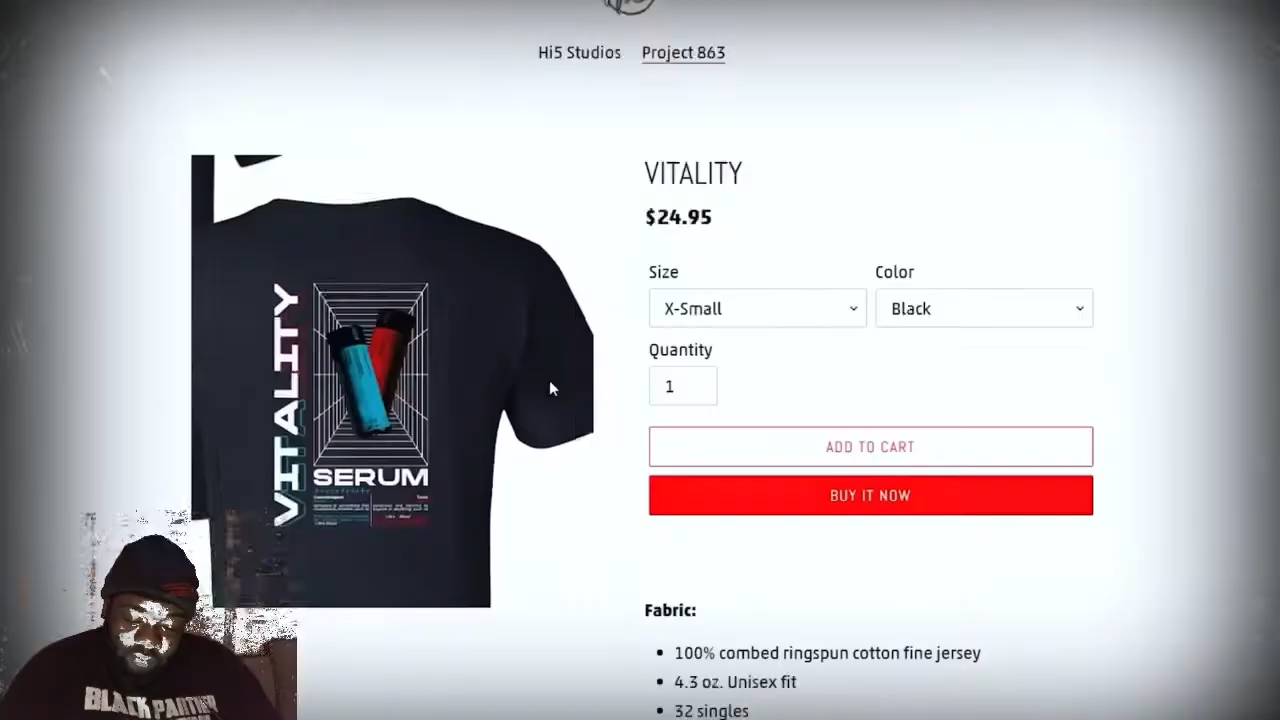 Hi5 Studios Project 863
VITALITY
$24.95
Size Color
X-Small Black
Quantity
1
ADD TO CART
BUY IT NOW
Fabric:
• 100% combed ringspun cotton fine jersey
• 4.3 oz. Unisex fit
• 32 singles
VITALITY
SERUM
BLACK PANTHER